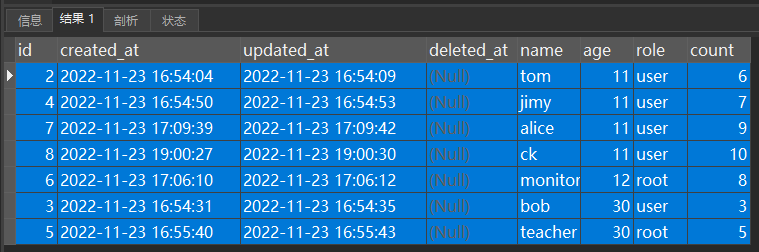 信息 结果 1 剖析 状态
id created_at updated_at deleted_at name age role count
2 2022-11-23 16:54:04 2022-11-23 16:54:09 (Null) tom 11 user 6
4 2022-11-23 16:54:50 2022-11-23 16:54:53 (Null) jimy 11 user 7
7 2022-11-23 17:09:39 2022-11-23 17:09:42 (Null) alice 11 user 9
8 2022-11-23 19:00:27 2022-11-23 19:00:30 (Null) ck 11 user 10
6 2022-11-23 17:06:10 2022-11-23 17:06:12 (Null) monitor 12 root 8
3 2022-11-23 16:54:31 2022-11-23 16:54:35 (Null) bob 30 user 3
5 2022-11-23 16:55:40 2022-11-23 16:55:43 (Null) teacher 30 root 5